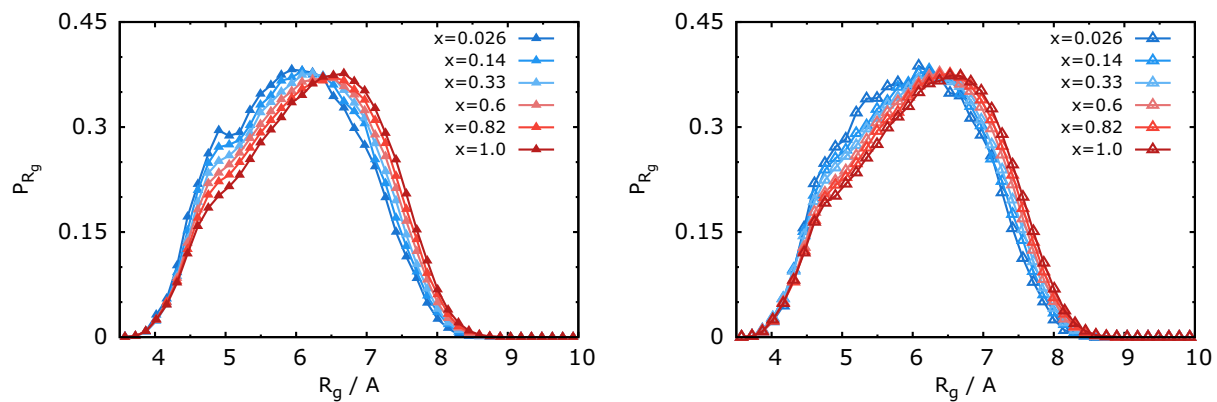 0.45
0.3
0.15
0
P_Rg
4 5 6 7 8 9 10
R_g / A
x=0.026
x=0.14
x=0.33
x=0.6
x=0.82
x=1.0
0.45
0.3
0.15
0
P_Rg
4 5 6 7 8 9 10
R_g / A
x=0.026
x=0.14
x=0.33
x=0.6
x=0.82
x=1.0